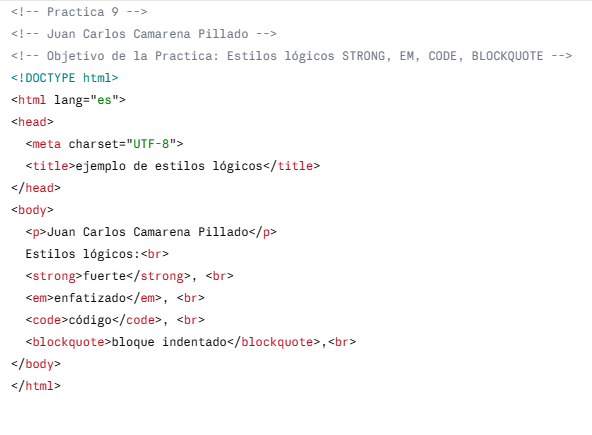 <!-- Practica 9 -->
<!-- Juan Carlos Camarena Pillado -->
<!-- Objetivo de la Practica: Estilos lógicos STRONG, EM, CODE, BLOCKQUOTE -->
<!DOCTYPE html>
<html lang="es">
<head>
  <meta charset="UTF-8">
  <title>ejemplo de estilos lógicos</title>
</head>
<body>
  <p>Juan Carlos Camarena Pillado</p>
  Estilos lógicos:<br>
  <strong>fuerte</strong>, <br>
  <em>enfatizado</em>, <br>
  <code>código</code>, <br>
  <blockquote>bloque indentado</blockquote>,<br>
</body>
</html>